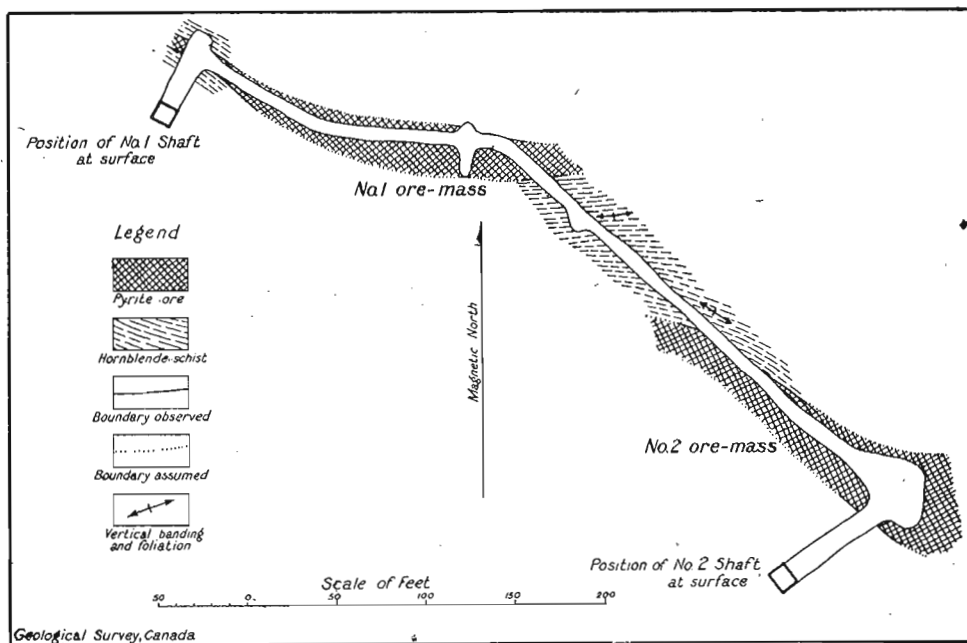 Position of No.1 Shaft
at surface
No.1 ore-mass
Legend
Pyrite ore
Hornblende schist
Boundary observed
Boundary assumed
Vertical banding
and foliation
Magnetic North
No.2 ore-mass
Position of No.2 Shaft
at surface
Scale of Feet
50 0 50 100 150 200
Geological Survey, Canada